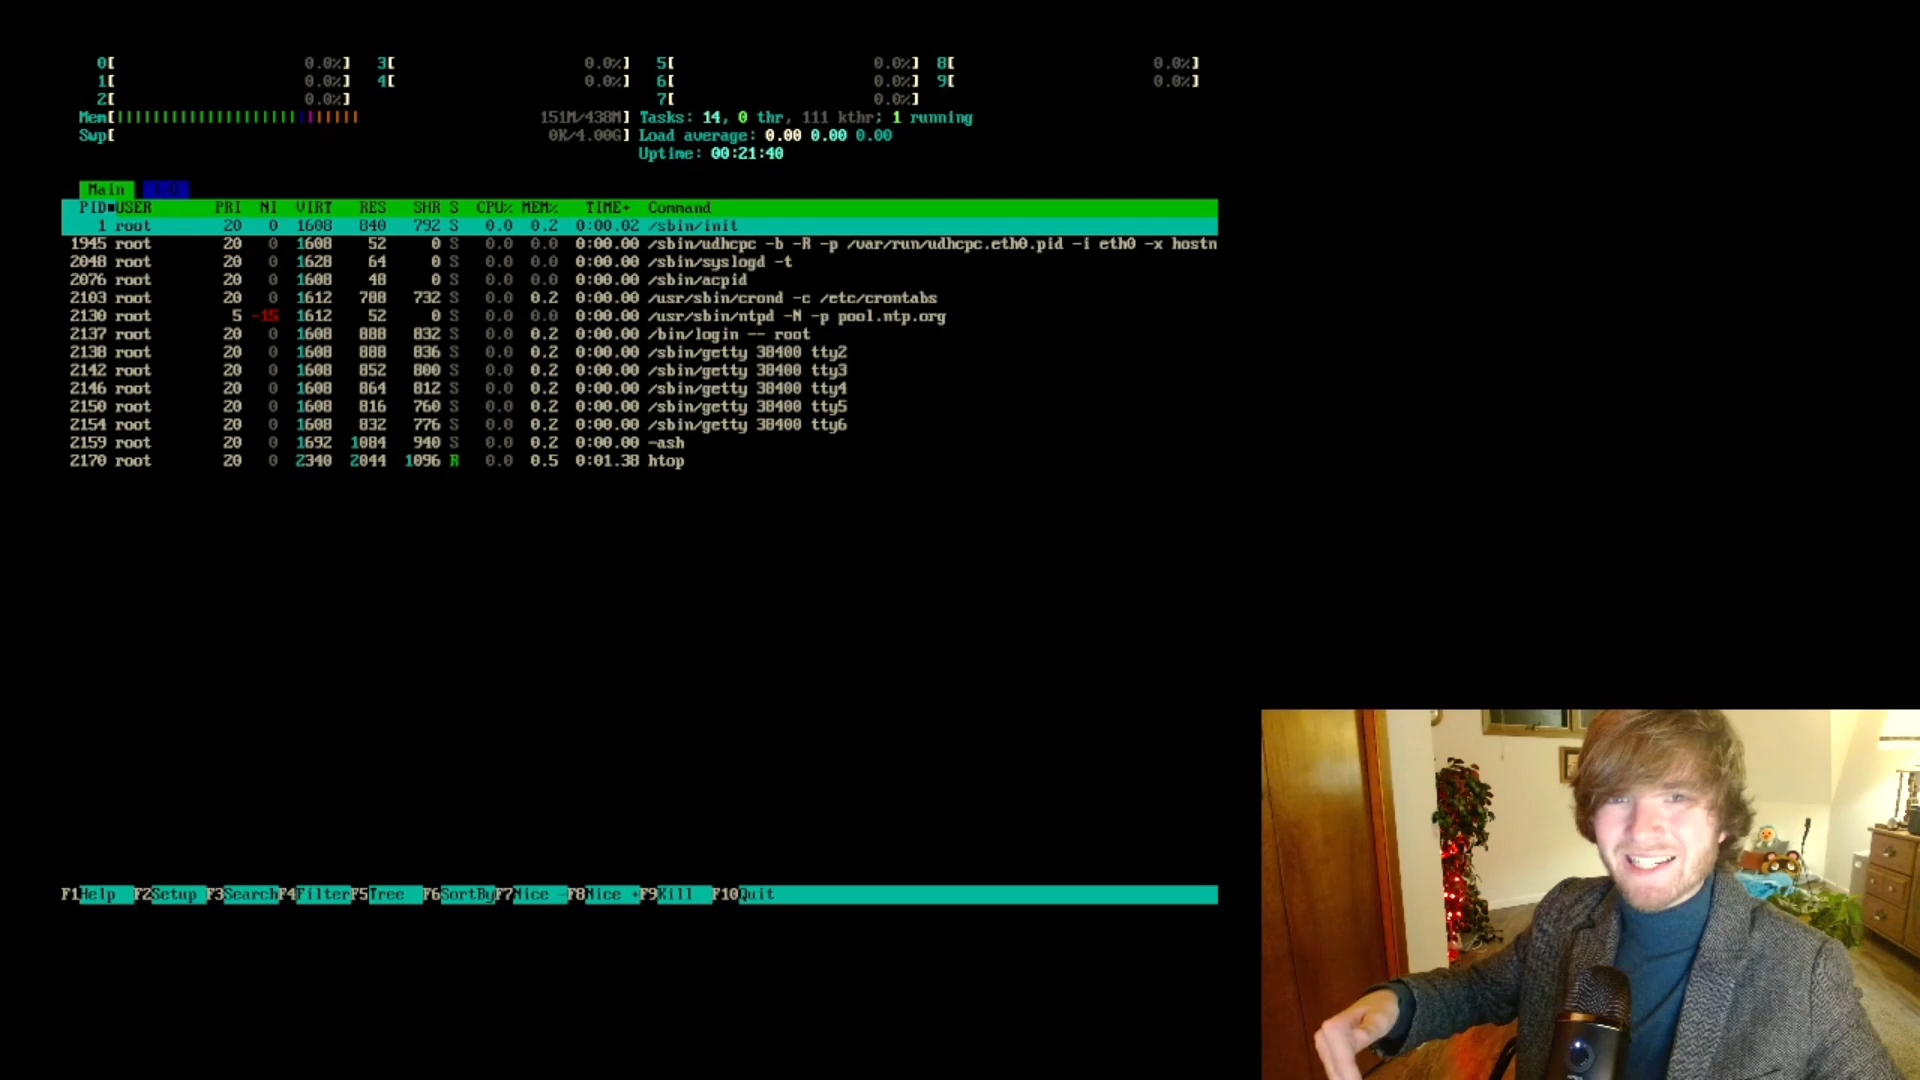 0[ 0.0%] 3[ 0.0%] 5[ 0.0%] 8[ 0.0%]
1[ 0.0%] 4[ 0.0%] 6[ 0.0%] 9[ 0.0%]
2[ 0.0%] 7[ 0.0%]
Mem[||||||||||||||||||||||||||| 151M/438M] Tasks: 14, 0 thr, 111 kthr; 1 running
Swp[ 0K/4.00G] Load average: 0.00 0.00 0.00
Uptime: 00:21:40
Main I/O
PID USER PRI NI VIRT RES SHR S CPU% MEM% TIME+ Command
1 root 20 0 1608 840 792 S 0.0 0.2 0:00.02 /sbin/init
1945 root 20 0 1608 52 0 S 0.0 0.0 0:00.00 /sbin/udhcpc -b -R -p /var/run/udhcpc.eth0.pid -i eth0 -x hostn
2048 root 20 0 1628 64 0 S 0.0 0.0 0:00.00 /sbin/syslogd -t
2076 root 20 0 1608 48 0 S 0.0 0.0 0:00.00 /sbin/acpid
2103 root 20 0 1612 788 732 S 0.0 0.2 0:00.00 /usr/sbin/crond -c /etc/crontabs
2130 root 5 -15 1612 52 0 S 0.0 0.0 0:00.00 /usr/sbin/ntpd -N -p pool.ntp.org
2137 root 20 0 1608 888 832 S 0.0 0.2 0:00.00 /bin/login -- root
2138 root 20 0 1608 888 836 S 0.0 0.2 0:00.00 /sbin/getty 38400 tty2
2142 root 20 0 1608 852 800 S 0.0 0.2 0:00.00 /sbin/getty 38400 tty3
2146 root 20 0 1608 864 812 S 0.0 0.2 0:00.00 /sbin/getty 38400 tty4
2150 root 20 0 1608 816 760 S 0.0 0.2 0:00.00 /sbin/getty 38400 tty5
2154 root 20 0 1608 832 776 S 0.0 0.2 0:00.00 /sbin/getty 38400 tty6
2159 root 20 0 1692 1084 940 S 0.0 0.2 0:00.00 -ash
2170 root 20 0 2340 2044 1096 R 0.0 0.5 0:01.38 htop
F1Help F2Setup F3SearchF4FilterF5Tree F6SortByF7Nice -F8Nice +F9Kill F10Quit